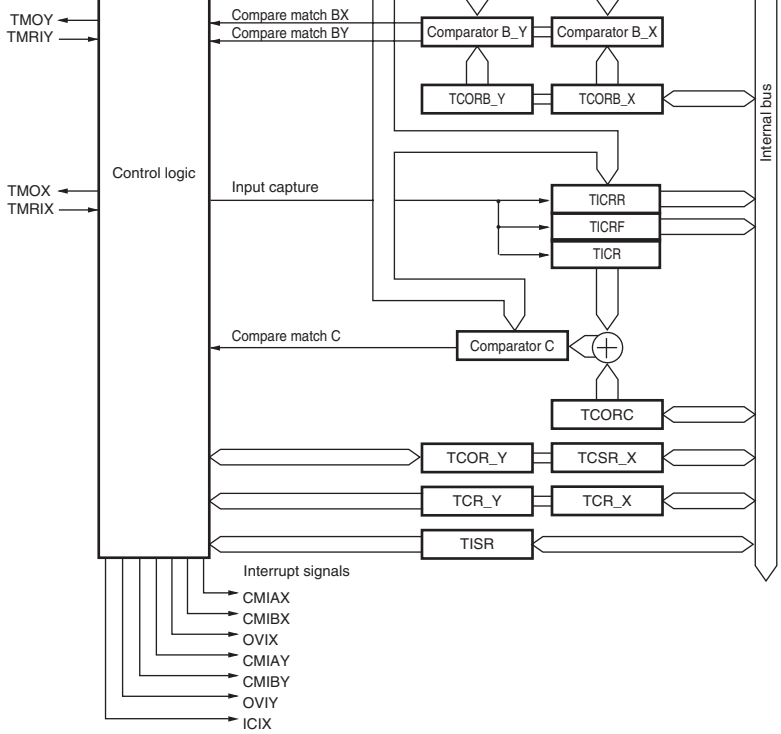 Compare match BX
TMOY
TMRIY
Compare match BY
Comparator B_Y
Comparator B_X
TCORB_Y
TCORB_X
Internal bus
Control logic
TMOX
TMRIX
Input capture
TICRR
TICRF
TICR
Compare match C
Comparator C
TCORC
TCOR_Y
TCSR_X
TCR_Y
TCR_X
TISR
Interrupt signals
CMIAX
CMIBX
OVIX
CMIAY
CMIBY
OVIY
ICIX